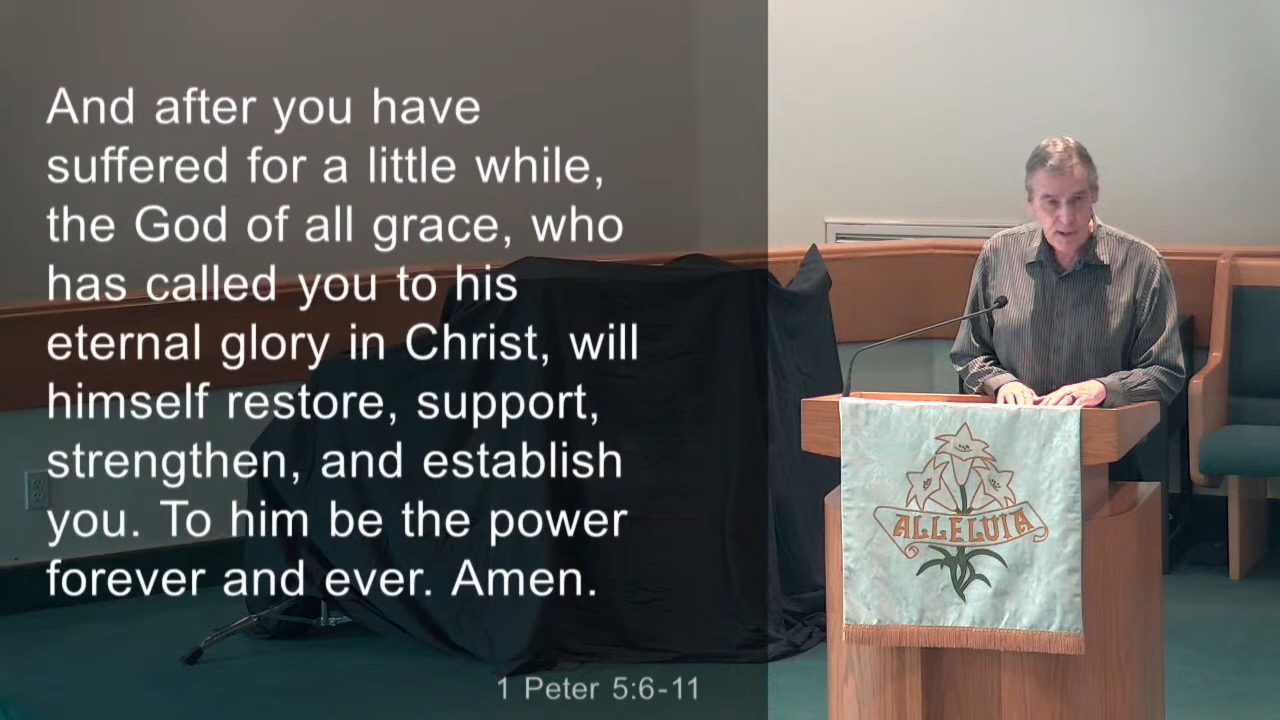 And after you have
suffered for a little while,
the God of all grace, who
has called you to his
eternal glory in Christ, will
himself restore, support,
strengthen, and establish
you. To him be the power
forever and ever. Amen.
1 Peter 5:6-11
ALLELUIA